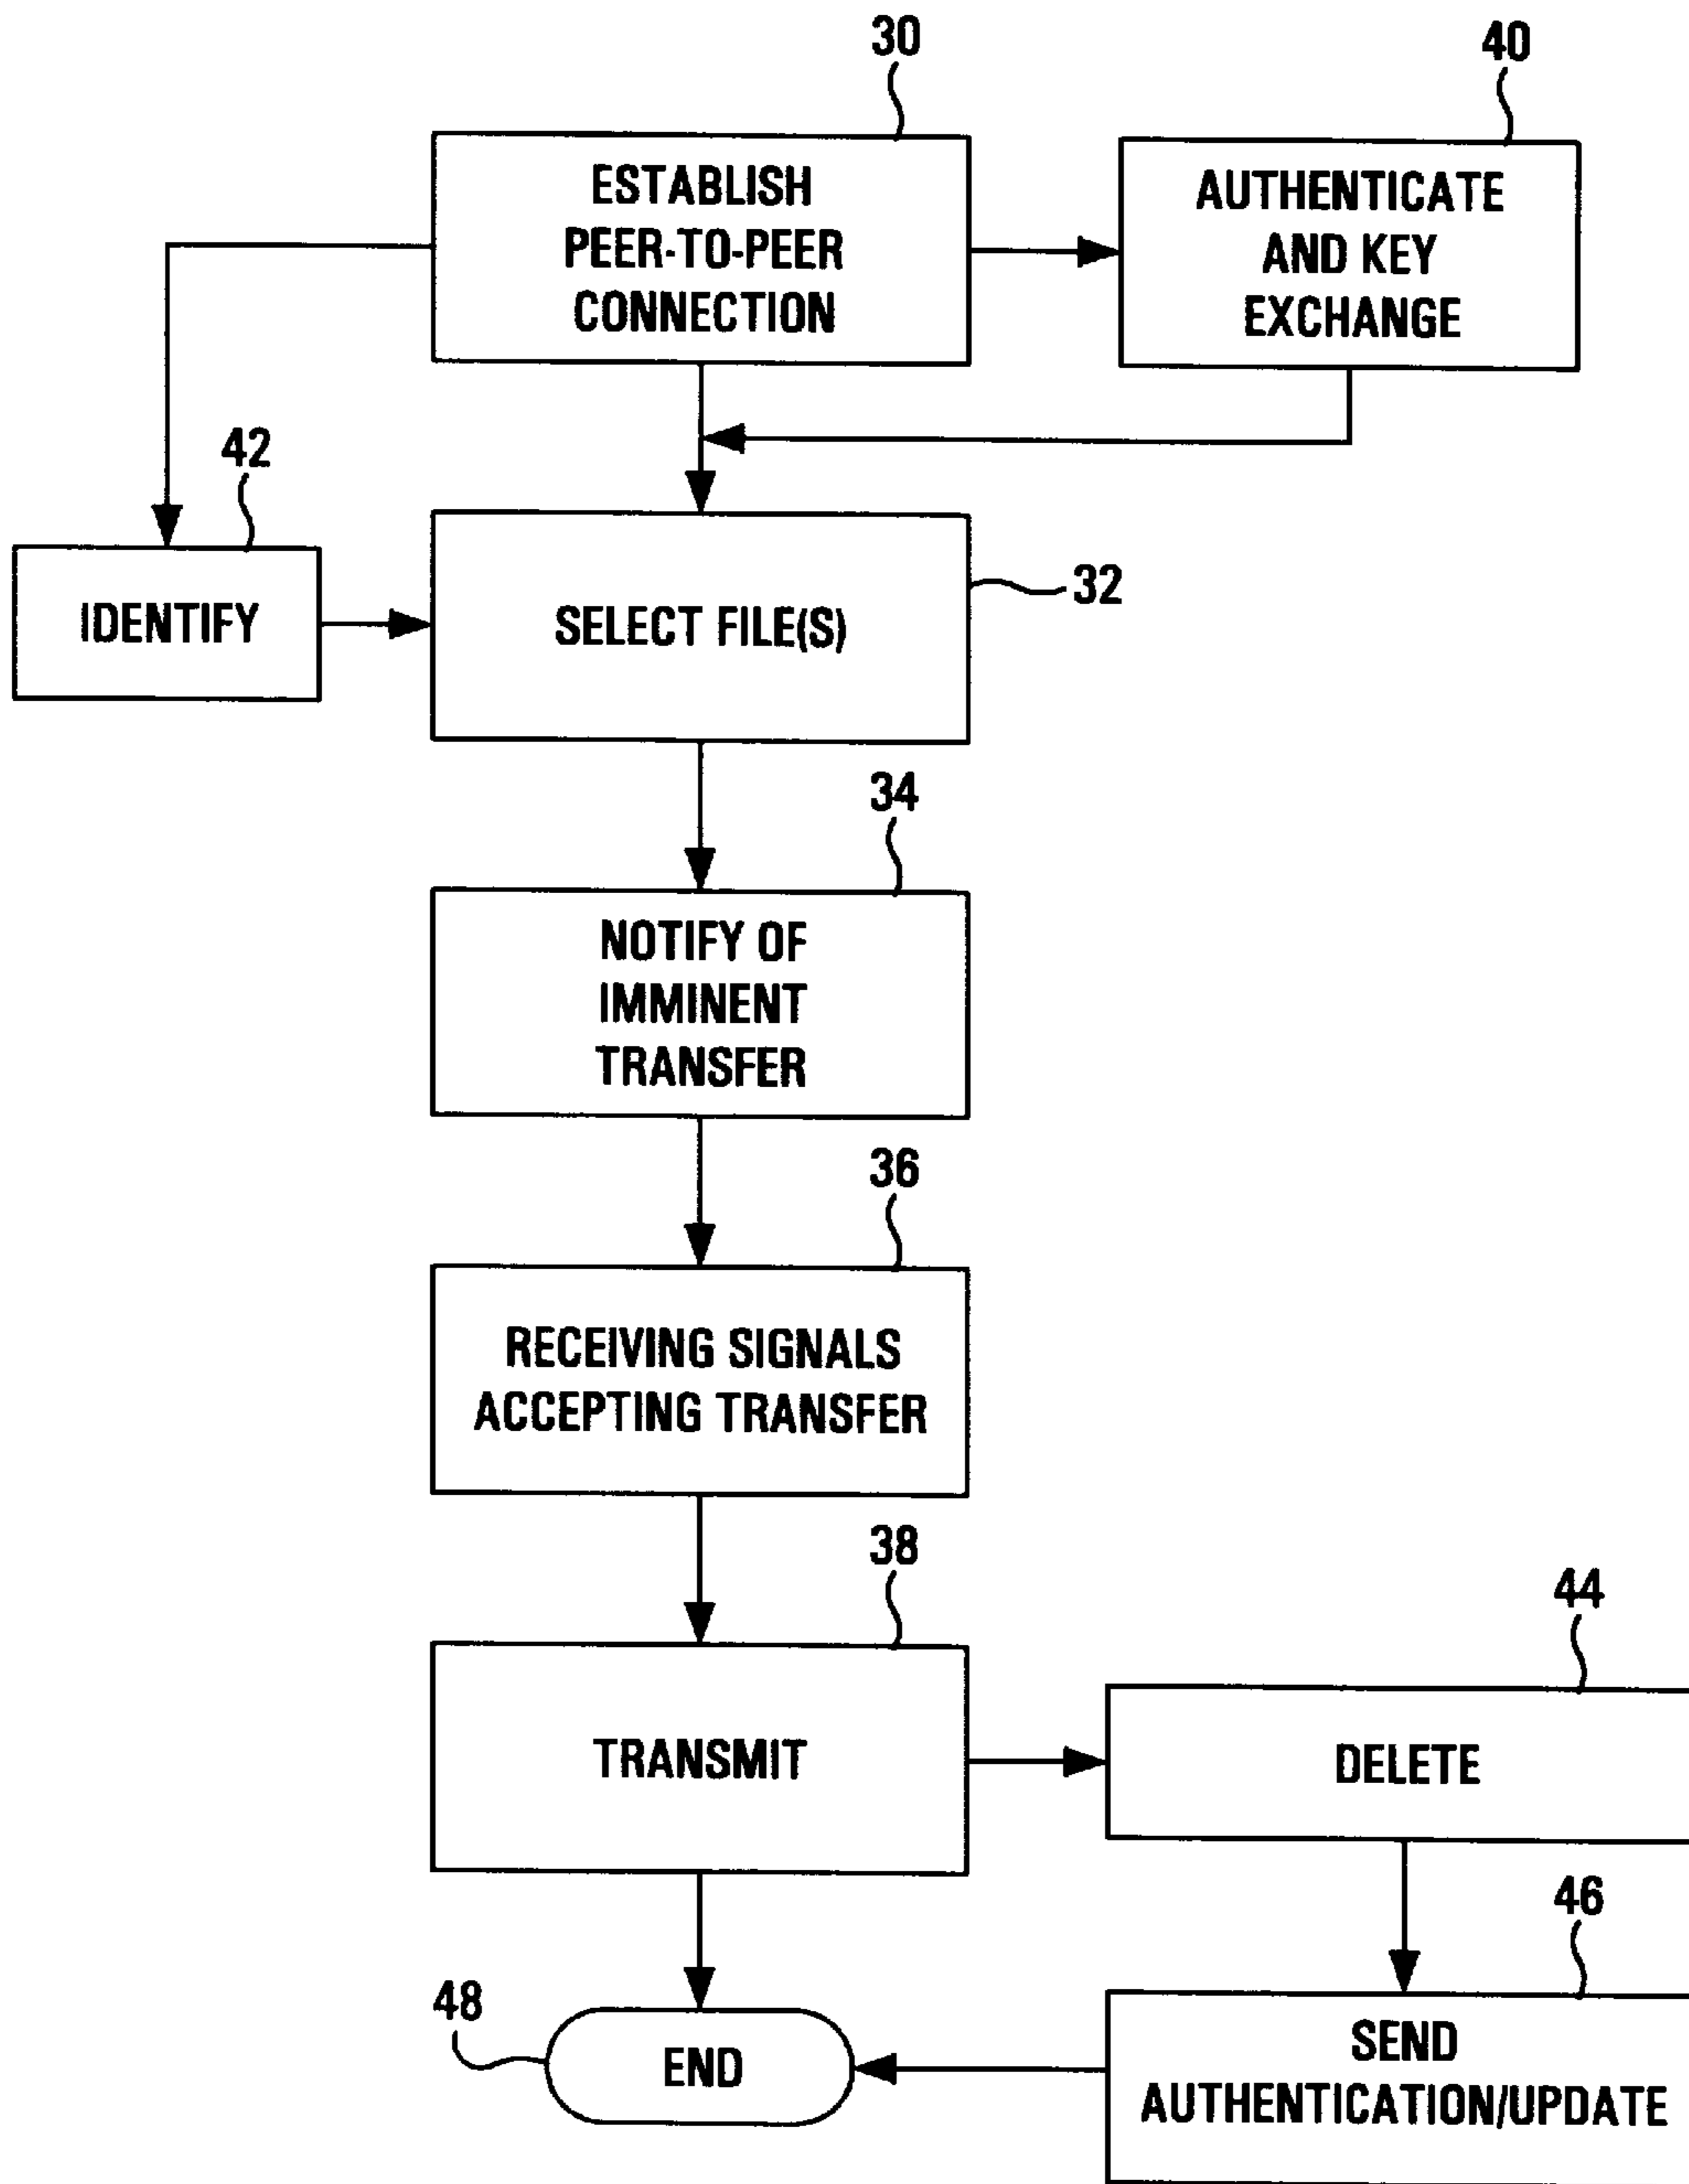 30
40
ESTABLISH
PEER-TO-PEER
CONNECTION
AUTHENTICATE
AND KEY
EXCHANGE
42
IDENTIFY
SELECT FILE(S)
32
34
NOTIFY OF
IMMINENT
TRANSFER
36
RECEIVING SIGNALS
ACCEPTING TRANSFER
38
TRANSMIT
44
DELETE
46
SEND
AUTHENTICATION/UPDATE
48
END